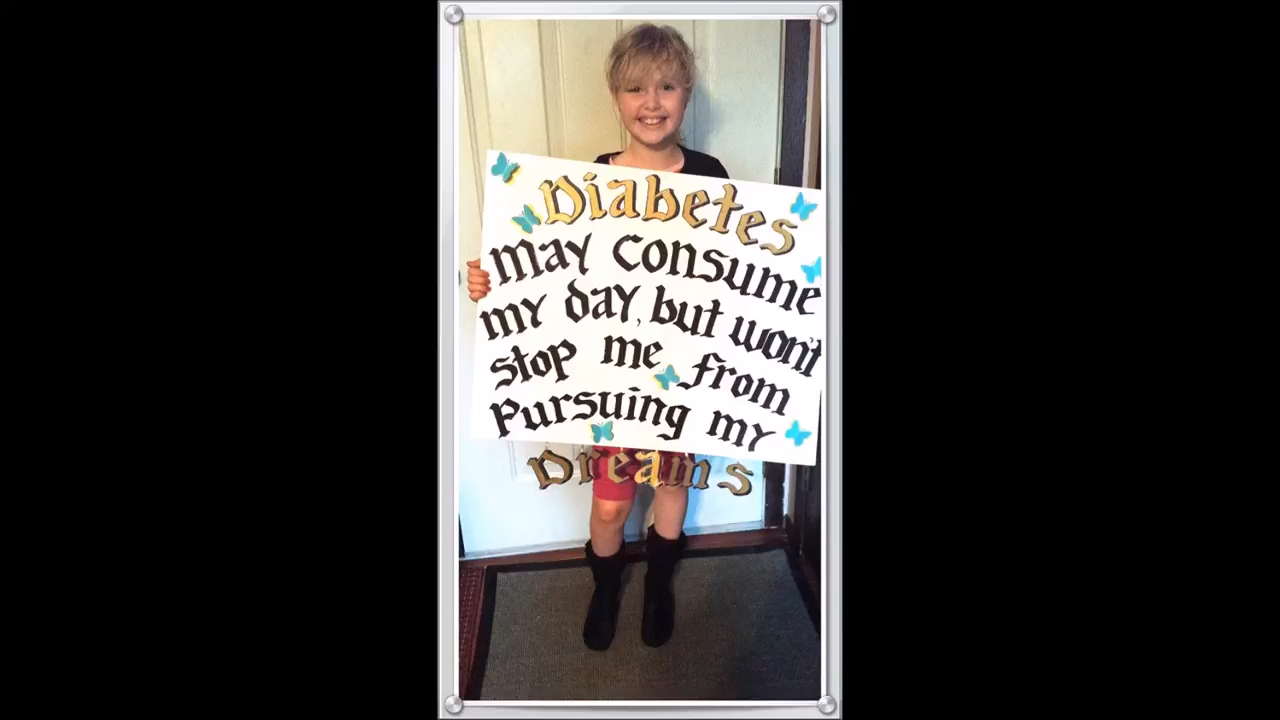 Diabetes
may consume
my day, but won't
stop me from
Pursuing my
Dreams